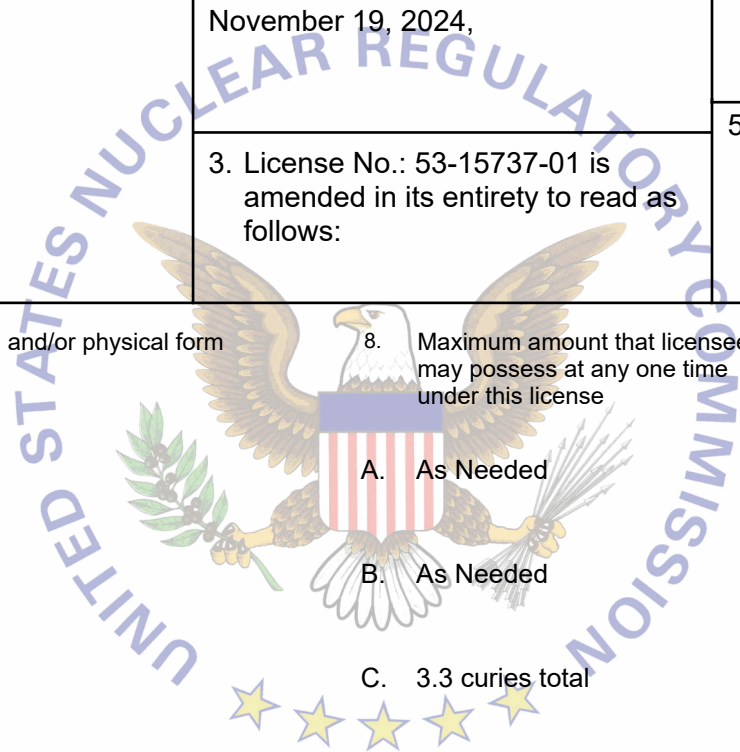 November 19, 2024,
5
3. License No.: 53-15737-01 is
amended in its entirety to read as
follows:
and/or physical form
8. Maximum amount that licensee
may possess at any one time
under this license
A. As Needed
B. As Needed
C. 3.3 curies total
UNITED STATES NUCLEAR REGULATORY COMMISSION